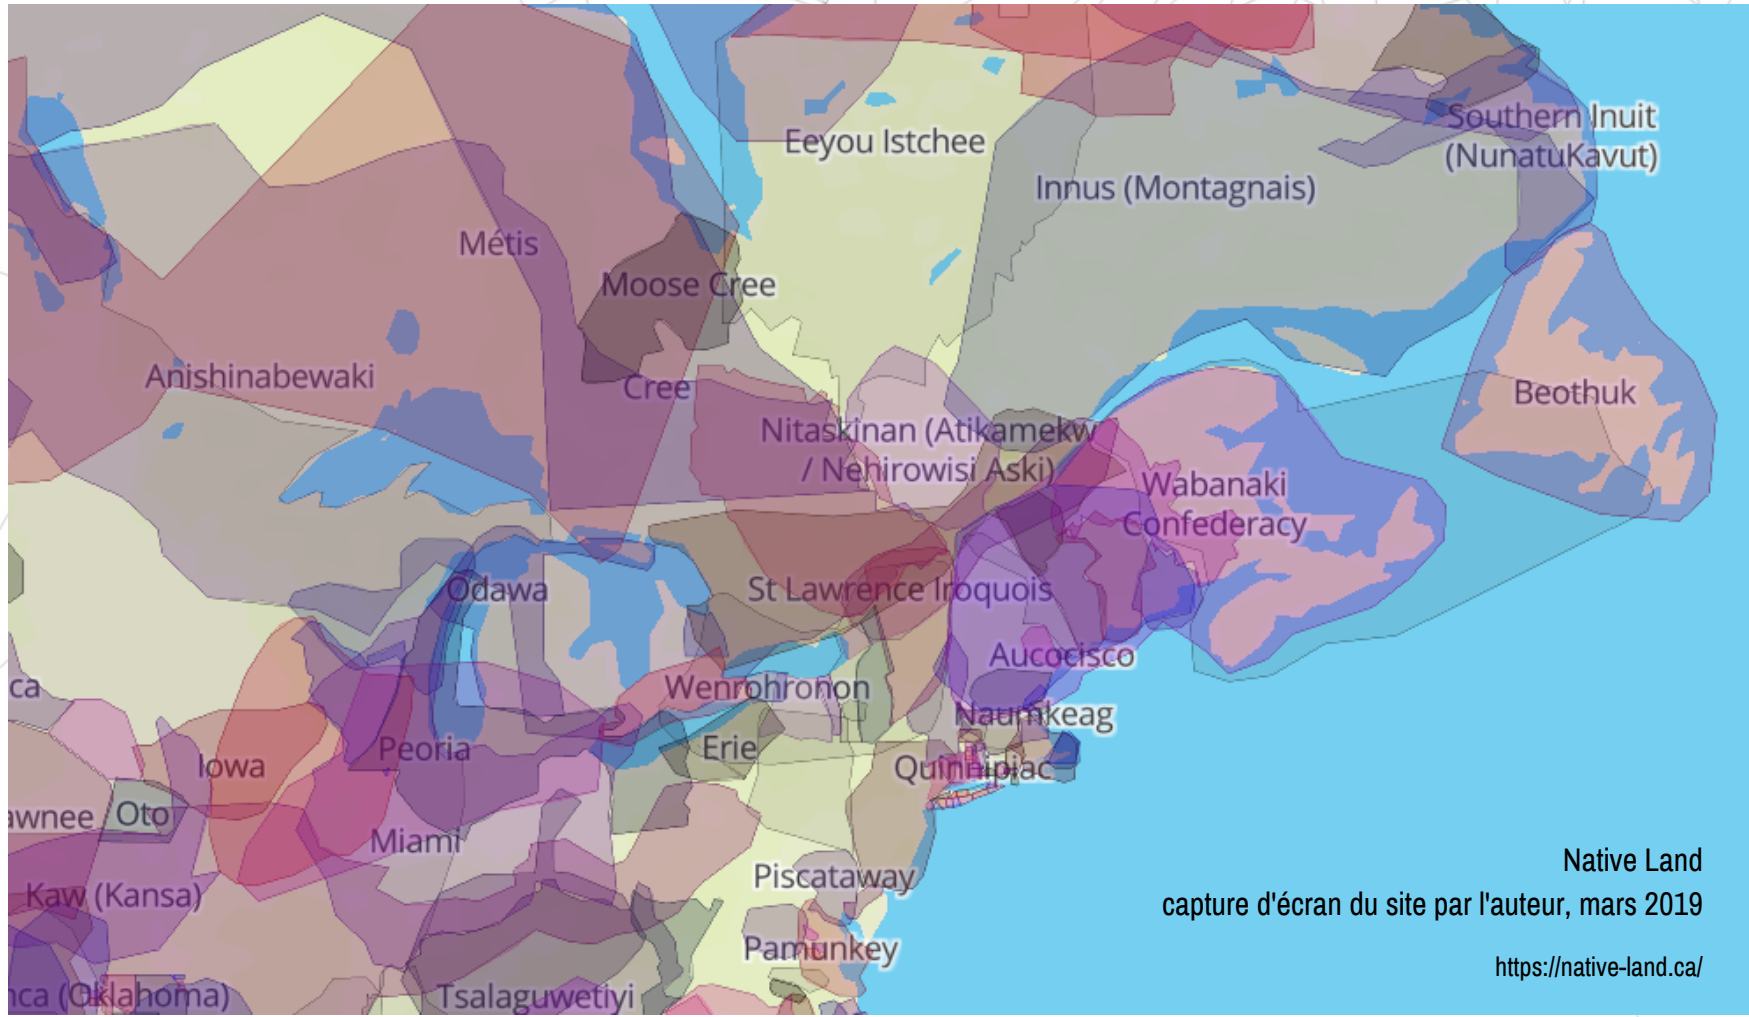 Southern Inuit
(NunatuKavut)
Eeyou Istchee
Innus (Montagnais)
Métis
Moose Cree
Anishinabewaki
Cree
Beothuk
Nitaskinan (Atikamekw
/ Nehirowisi Aski)
Wabanaki
Confederacy
Odawa
St Lawrence Iroquois
Aucocisco
ca
Wenrohronon
Naumkeag
Peoria
Erie
Iowa
Quinnipiac
awnee
Oto
Miami
Piscataway
Kaw (Kansa)
Pamunkey
nca (Oklahoma)
Tsalaguwetiyi
Native Land
capture d'écran du site par l'auteur, mars 2019
https://native-land.ca/